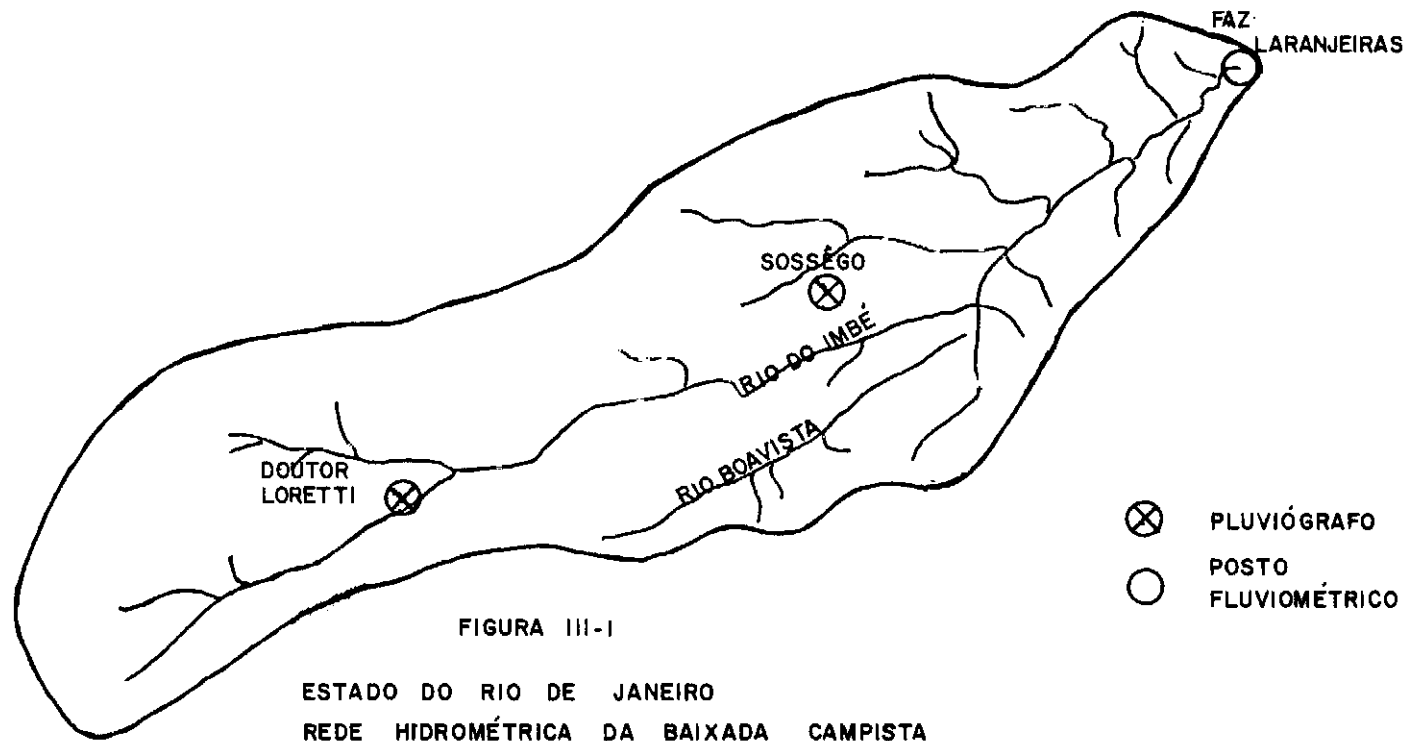 FAZ
LARANJEIRAS
SOSSÊGO
RIO DO IMBÉ
RIO BOAVISTA
DOUTOR
LORETTI
PLUVIÓGRAFO
POSTO
FLUVIOMÉTRICO
FIGURA III-I
ESTADO DO RIO DE JANEIRO
REDE HIDROMÉTRICA DA BAIXADA CAMPISTA